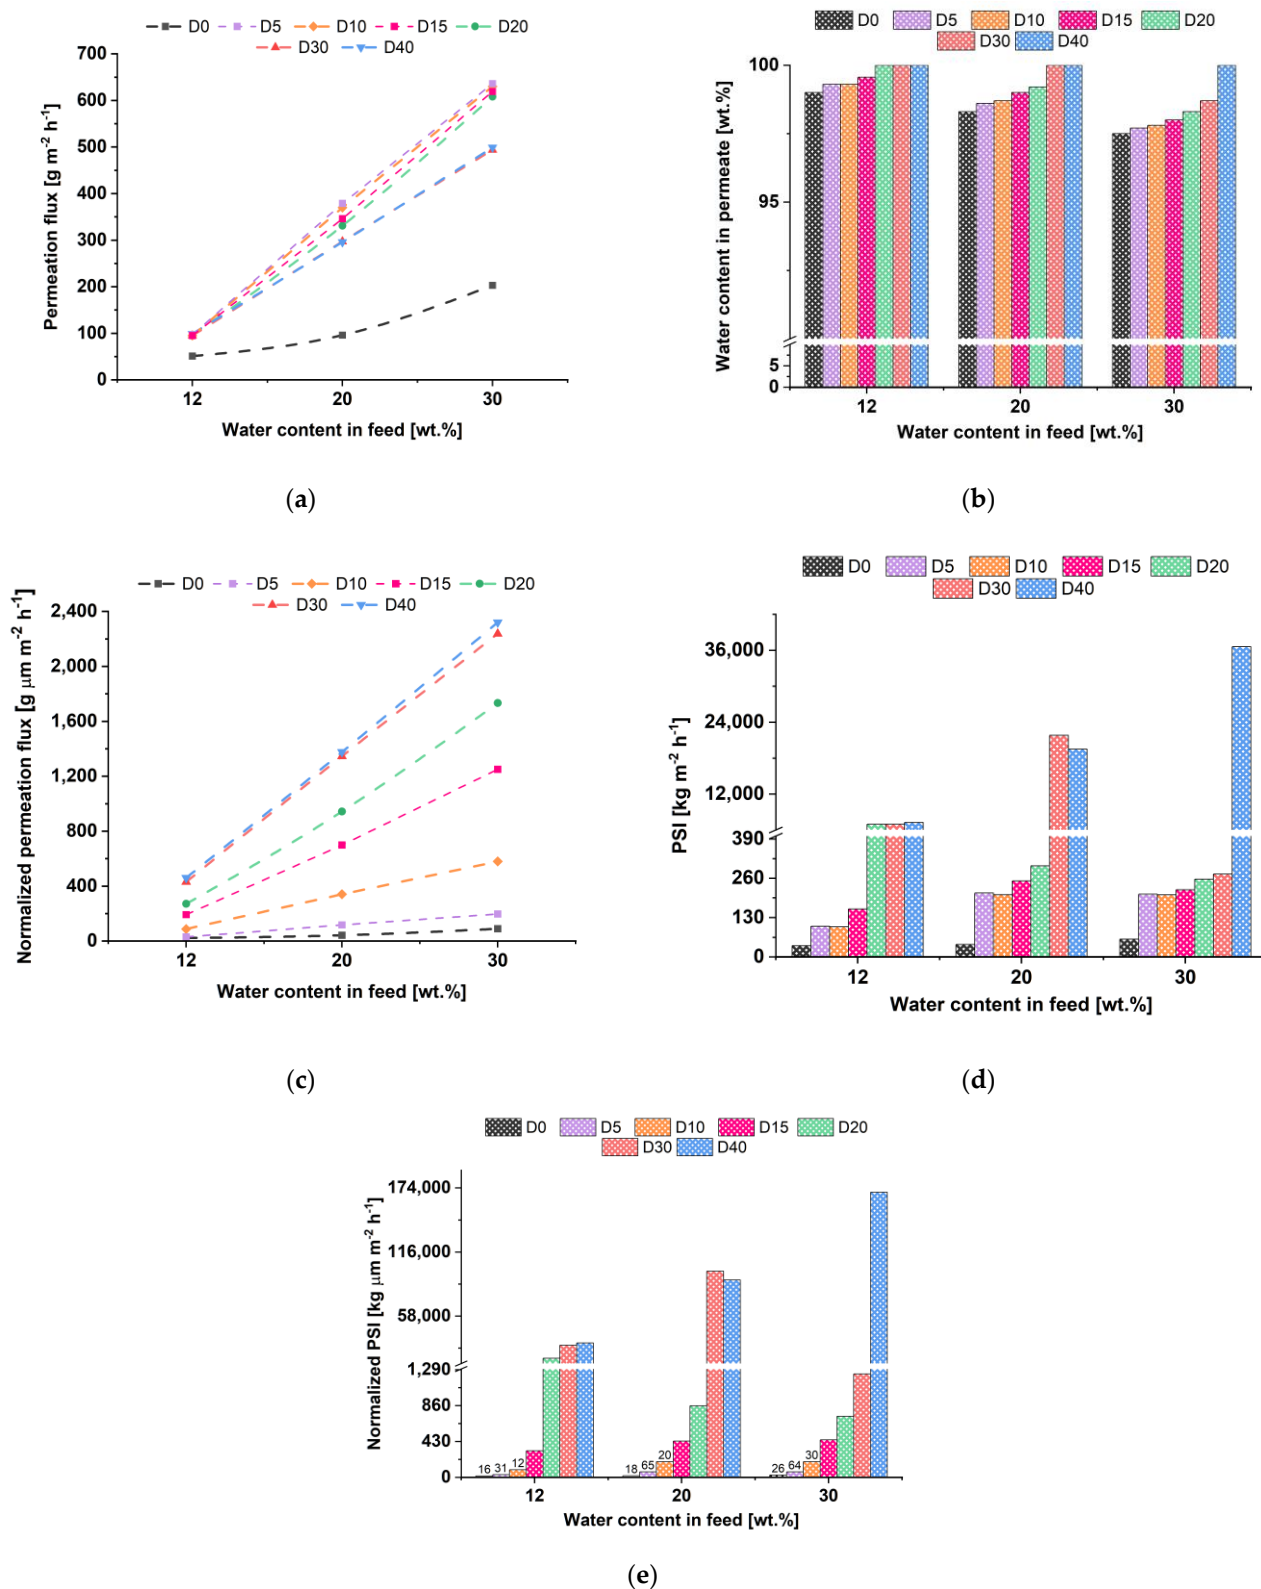 D0 D5 D10 D15 D20
D30 D40
700
600
500
400
300
200
100
0
12 20 30
Permeation flux [g m⁻² h⁻¹]
Water content in feed [wt.%]
(a)
D0 D5 D10 D15 D20
D30 D40
100
95
5
0
12 20 30
Water content in permeate [wt.%]
Water content in feed [wt.%]
(b)
D0 D5 D10 D15 D20
D30 D40
2,400
2,000
1,600
1,200
800
400
0
12 20 30
Normalized permeation flux [g μm m⁻² h⁻¹]
Water content in feed [wt.%]
(c)
D0 D5 D10 D15 D20
D30 D40
36,000
24,000
12,000
390
260
130
0
12 20 30
PSI [kg m⁻² h⁻¹]
Water content in feed [wt.%]
(d)
D0 D5 D10 D15 D20
D30 D40
174,000
116,000
58,000
1,290
860
430
0
16 31 12 18 65 20 26 64 30
12 20 30
Normalized PSI [kg μm m⁻² h⁻¹]
Water content in feed [wt.%]
(e)